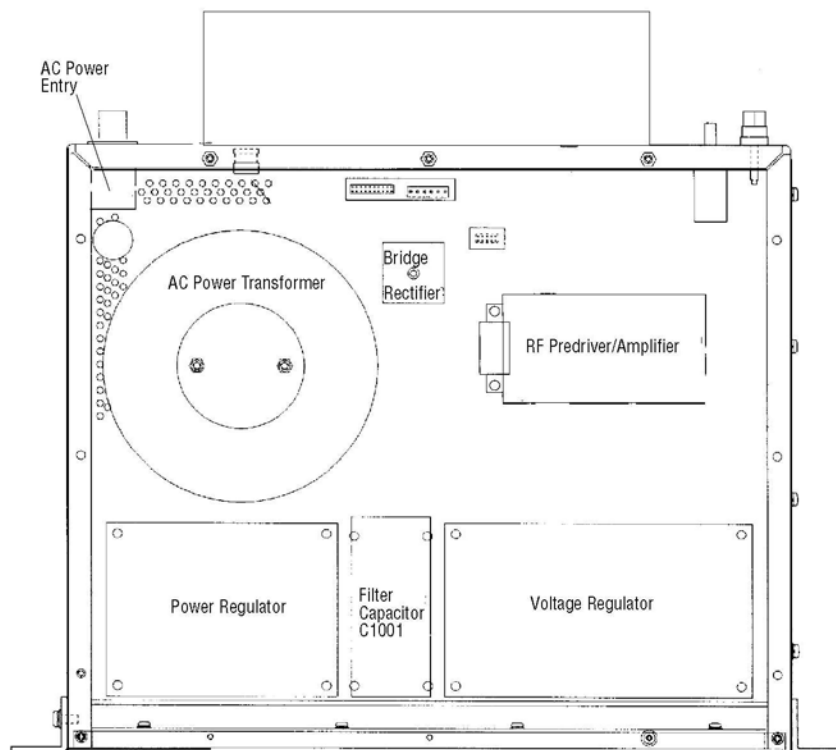 AC Power
Entry
Bridge
Rectifier
AC Power Transformer
RF Predriver/Amplifier
Power Regulator
Filter
Capacitor
C1001
Voltage Regulator